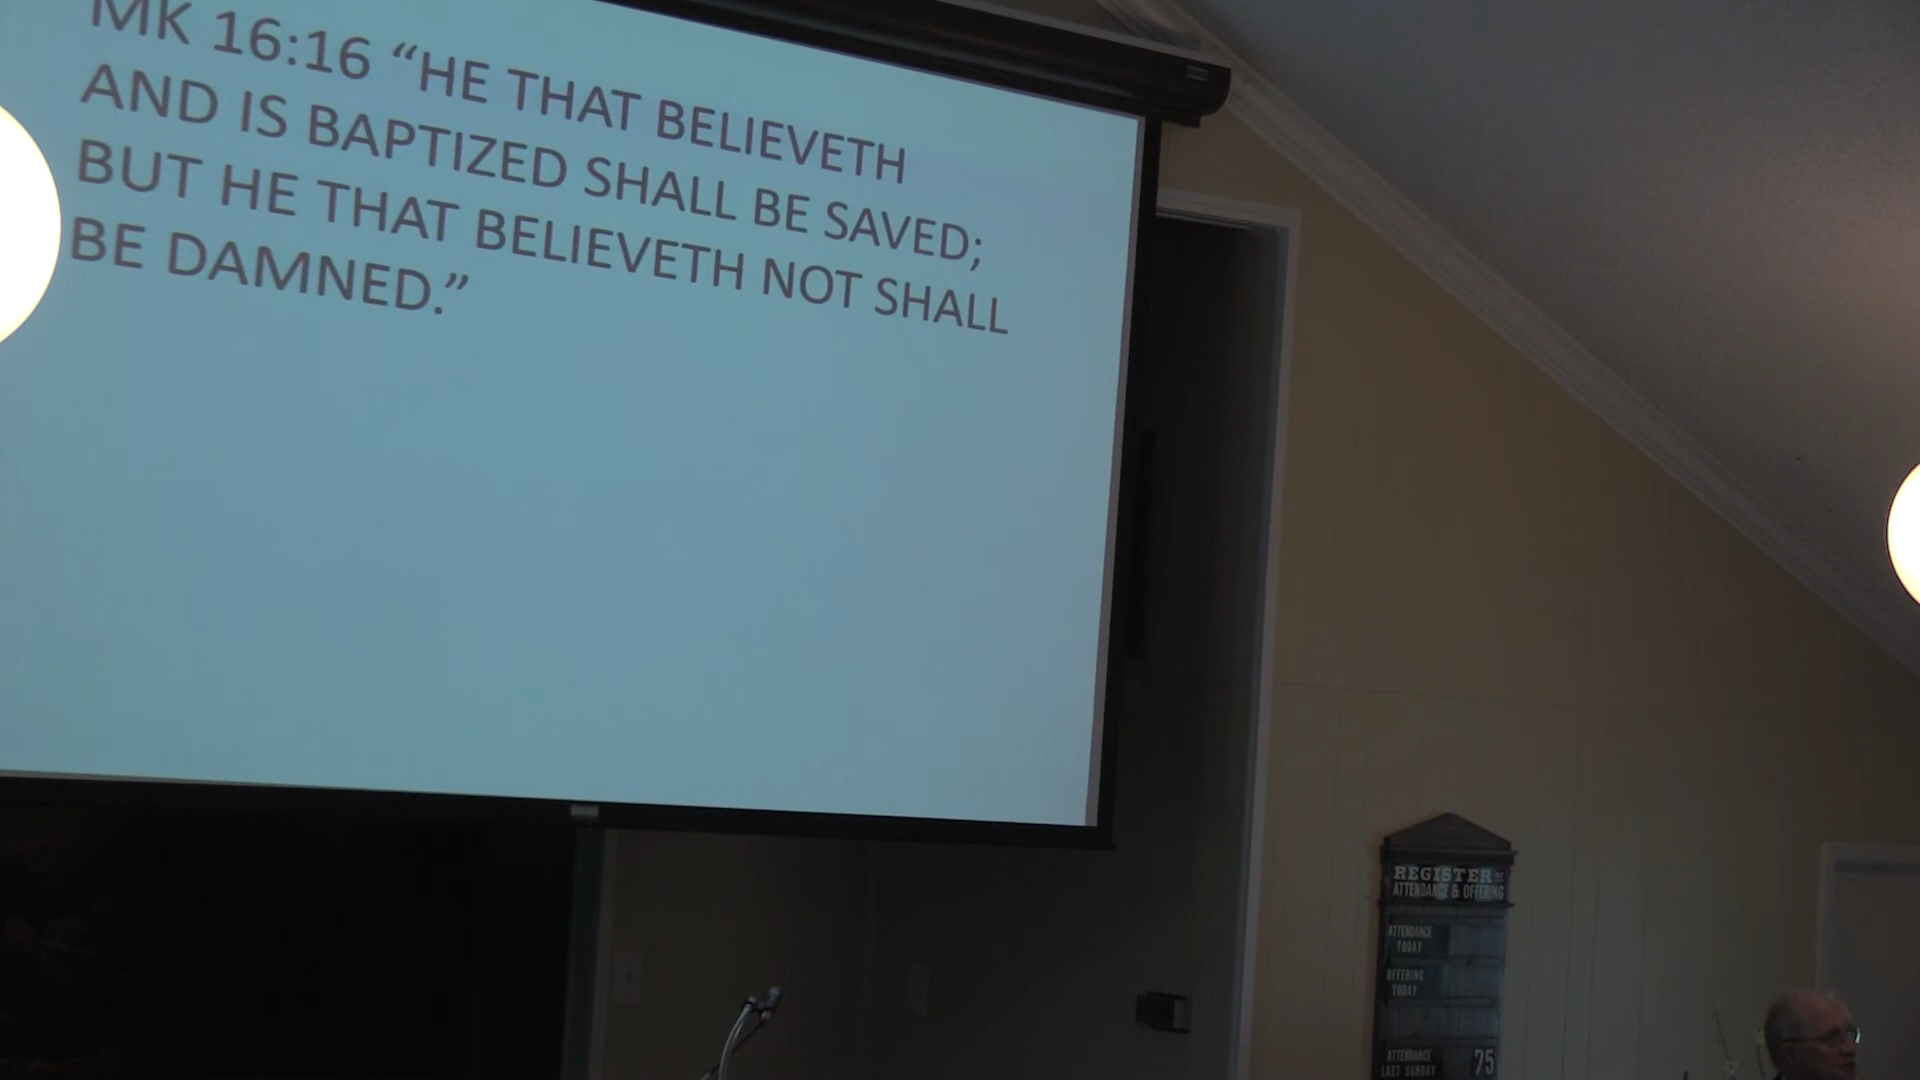 MK 16:16 “HE THAT BELIEVETH
AND IS BAPTIZED SHALL BE SAVED;
BUT HE THAT BELIEVETH NOT SHALL
BE DAMNED.”
REGISTER OF
ATTENDANCE & OFFERING
ATTENDANCE
TODAY
OFFERING
TODAY
ATTENDANCE
LAST SUNDAY 75